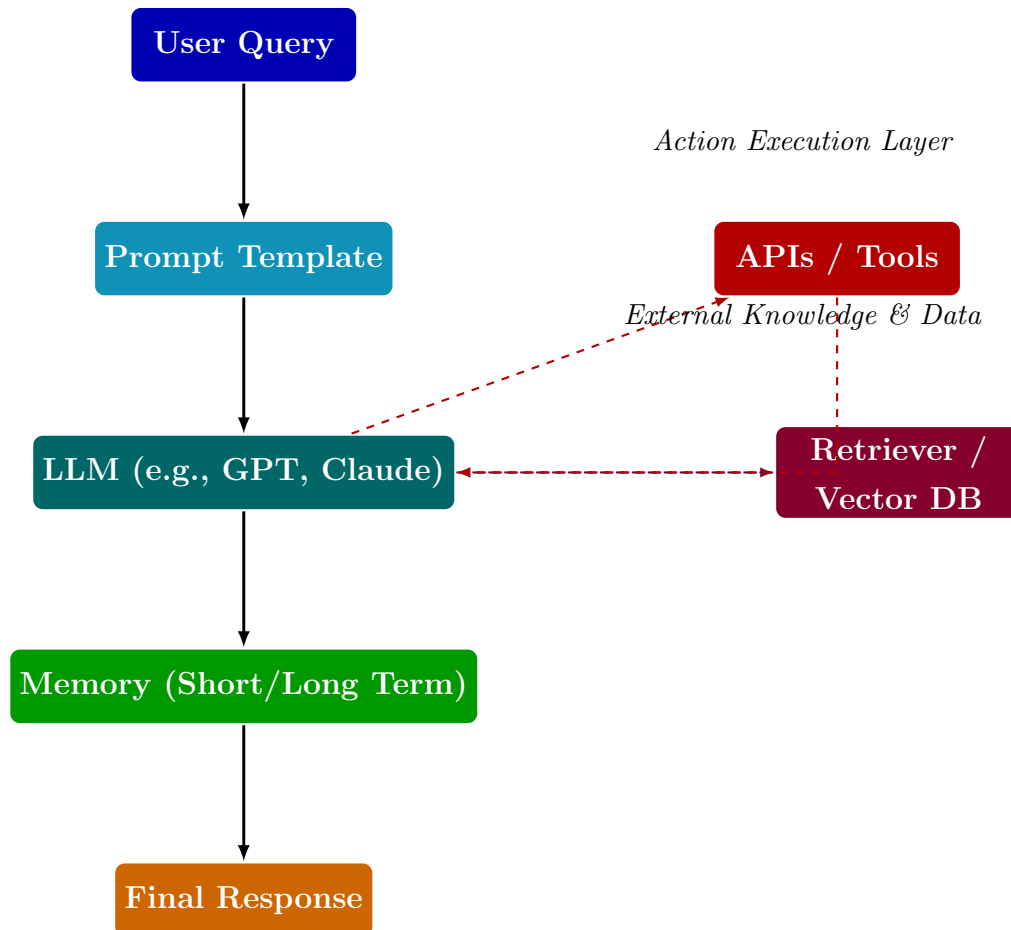 User Query
Action Execution Layer
Prompt Template
APIs / Tools
External Knowledge & Data
LLM (e.g., GPT, Claude)
Retriever /
Vector DB
Memory (Short/Long Term)
Final Response